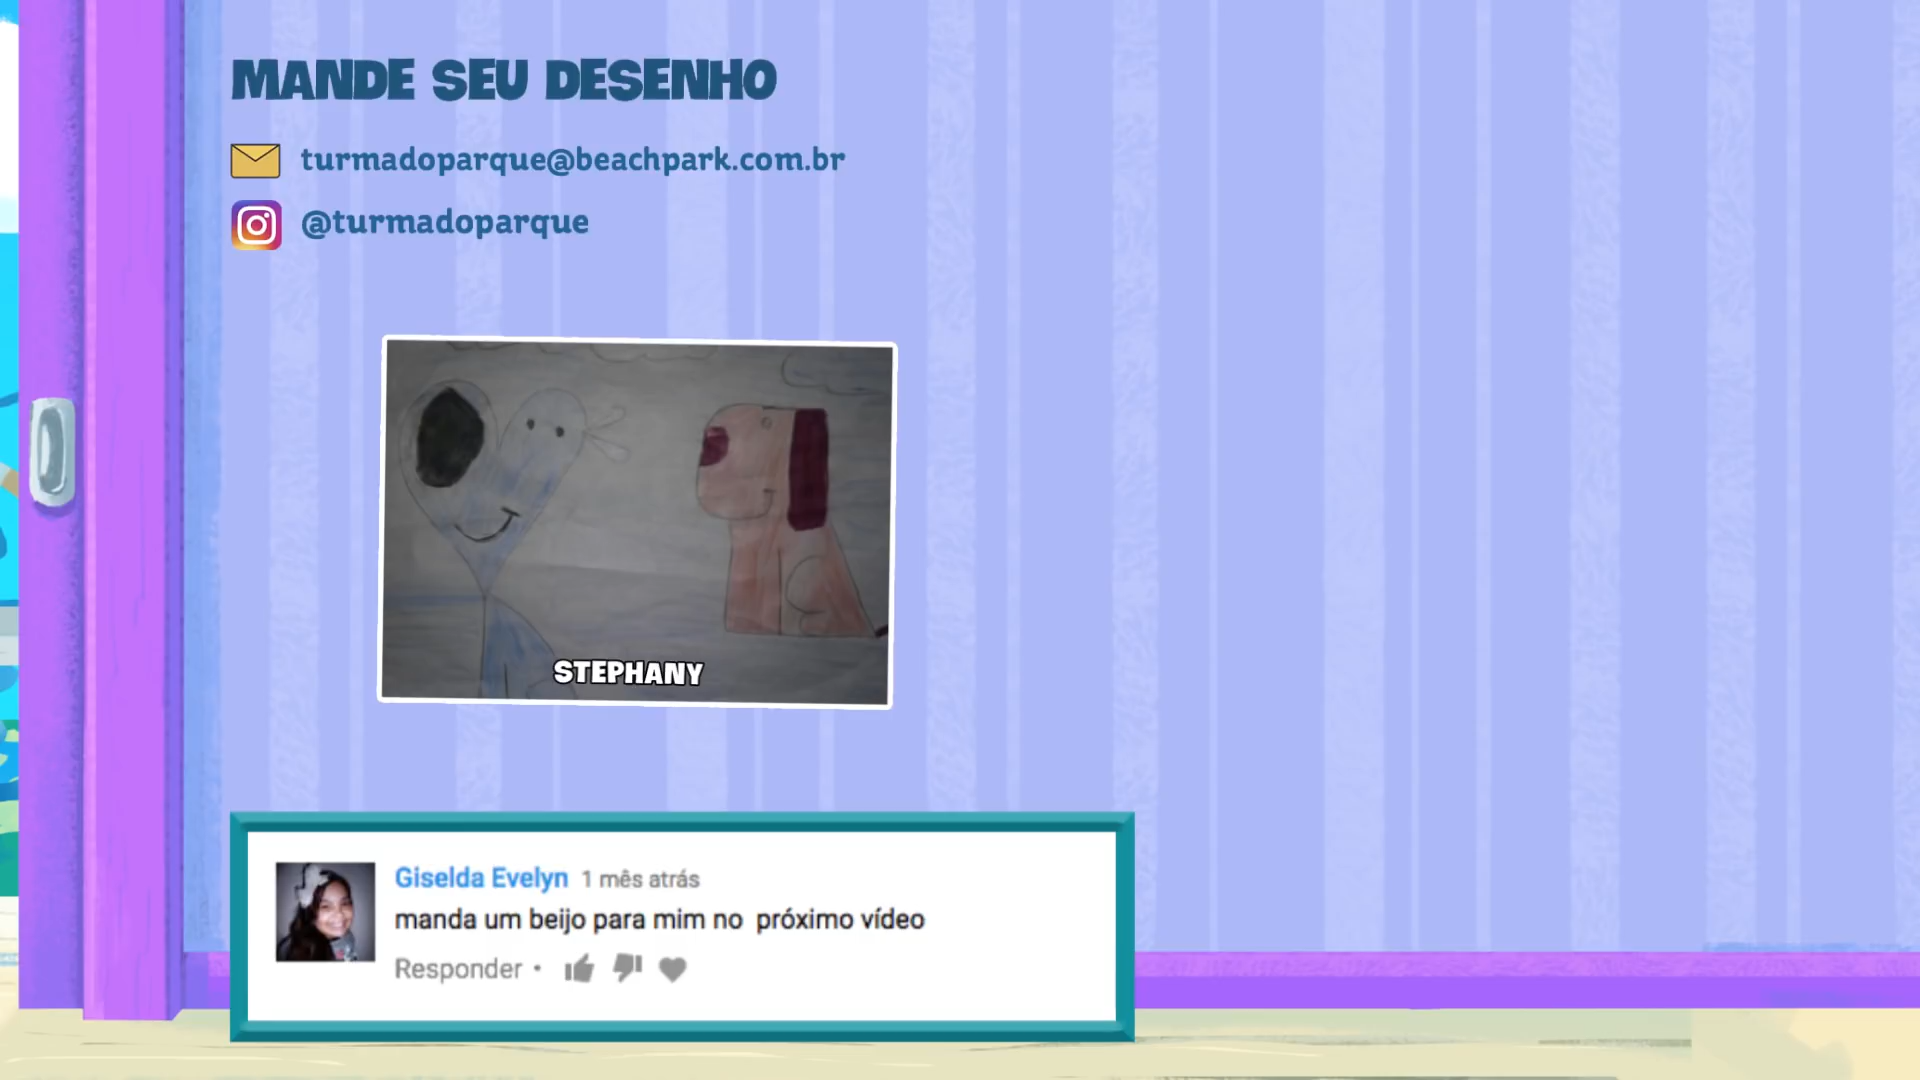 MANDE SEU DESENHO
turmadoparque@beachpark.com.br
@turmadoparque
STEPHANY
Giselda Evelyn 1 mês atrás
manda um beijo para mim no próximo vídeo
Responder •